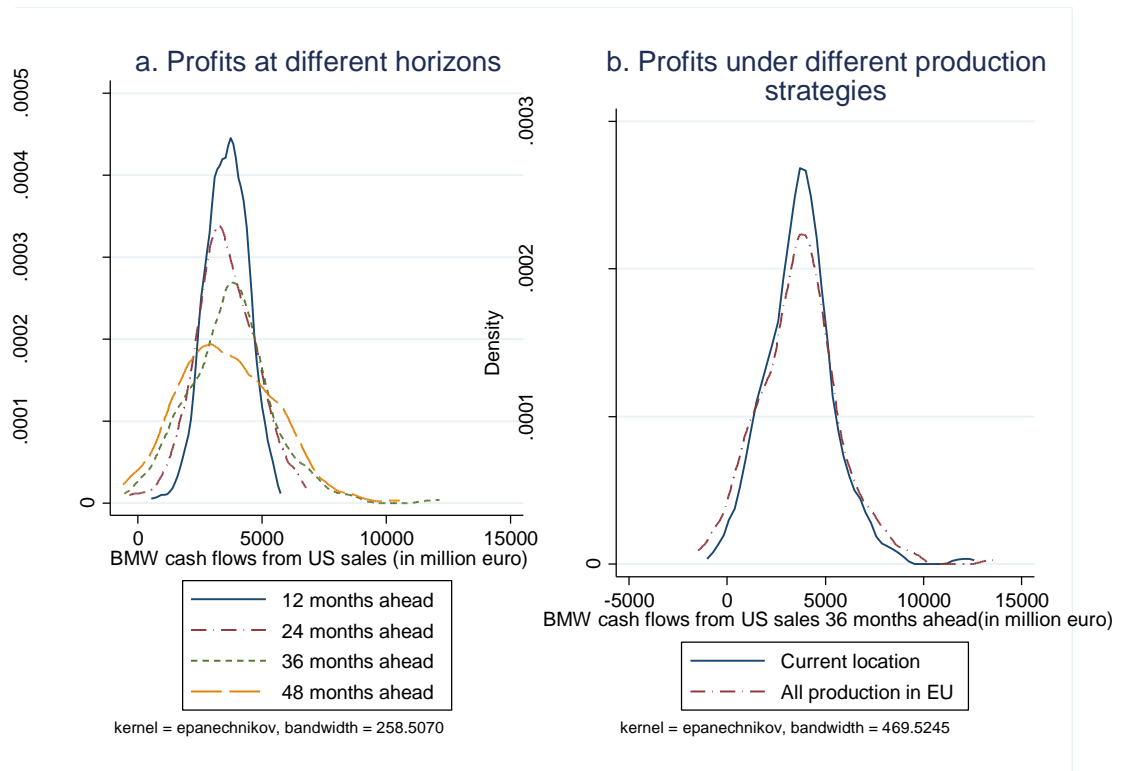 a. Profits at different horizons
.0005
.0004
.0003
.0002
.0001
0
0 5000 10000 15000
BMW cash flows from US sales (in million euro)
12 months ahead
24 months ahead
36 months ahead
48 months ahead
kernel = epanechnikov, bandwidth = 258.5070
b. Profits under different production
strategies
Density
.0003
.0002
.0001
0
-5000 0 5000 10000 15000
BMW cash flows from US sales 36 months ahead(in million euro)
Current location
All production in EU
kernel = epanechnikov, bandwidth = 469.5245